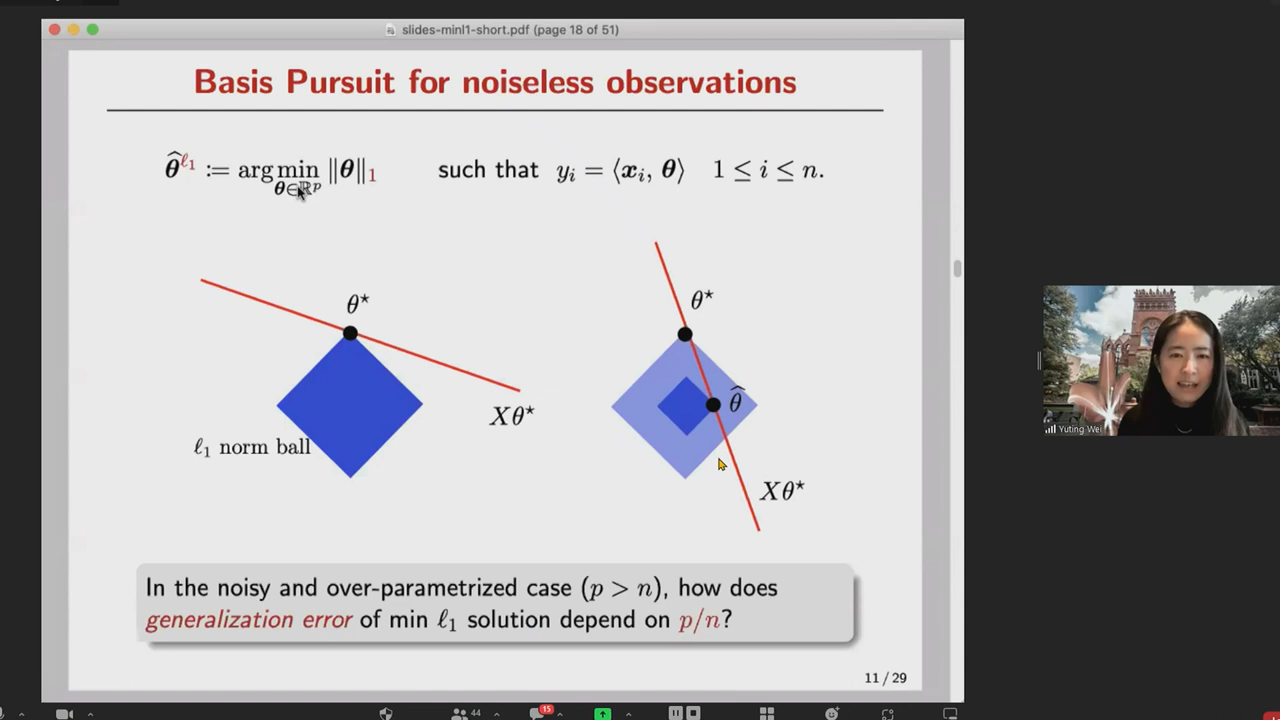 slides-minl1-short.pdf (page 18 of 51)
Basis Pursuit for noiseless observations
θ̂^ℓ₁ := arg min_{θ∈ℝ^p} ‖θ‖₁ such that y_i = ⟨x_i, θ⟩ 1 ≤ i ≤ n.
θ⋆
θ⋆
θ̂
Xθ⋆
ℓ₁ norm ball
Xθ⋆
In the noisy and over-parametrized case (p > n), how does
generalization error of min ℓ₁ solution depend on p/n?
11 / 29
Yuting Wei
44
15